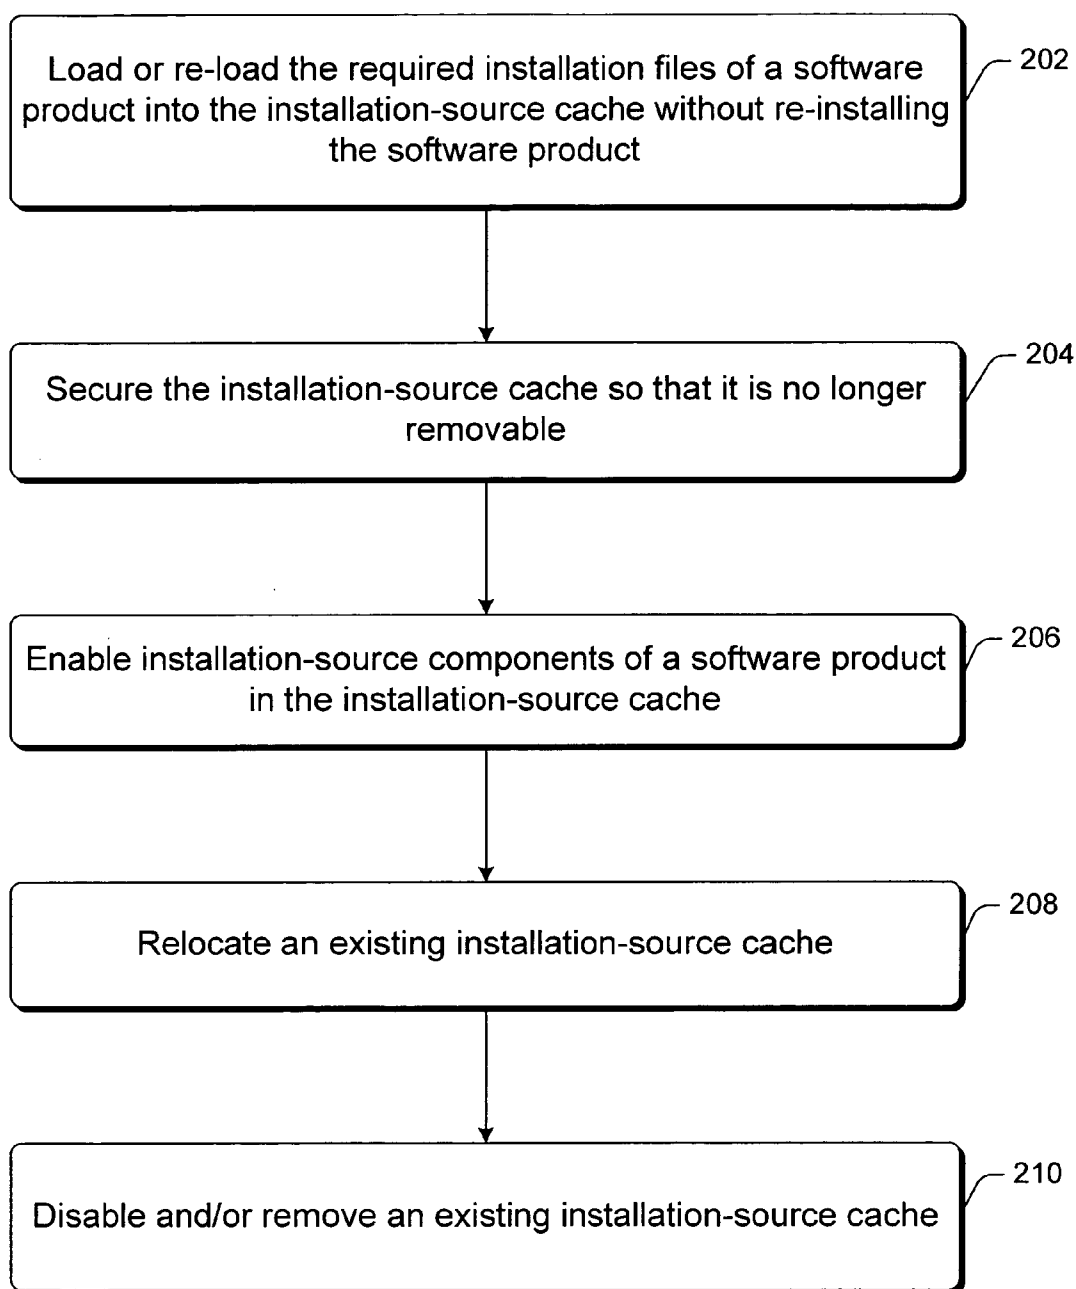 Load or re-load the required installation files of a software
product into the installation-source cache without re-installing
the software product
202
Secure the installation-source cache so that it is no longer
removable
204
Enable installation-source components of a software product
in the installation-source cache
206
Relocate an existing installation-source cache
208
Disable and/or remove an existing installation-source cache
210